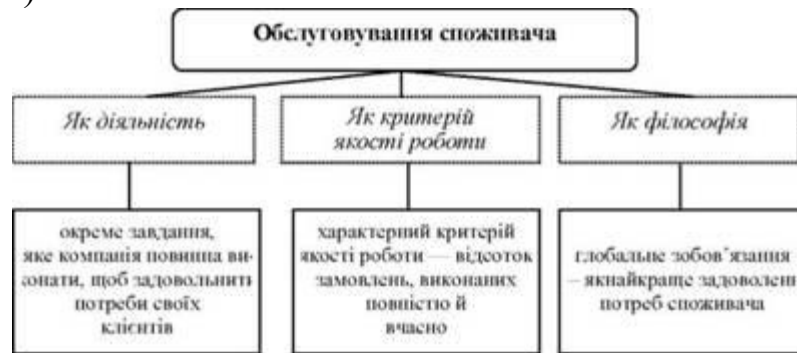 )
Обслуговування споживача
Як діяльність
Як критерій
якості роботи
Як філософія
окреме завдання,
яке компанія повинна ви-
конати, щоб задовольнити
потреби своїх
клієнтів
характерний критерій
якості роботи — відсоток
замовлень, виконаних
повністю й
вчасно
глобальне зобов’язання
– якнайкраще задоволен
потреб споживача